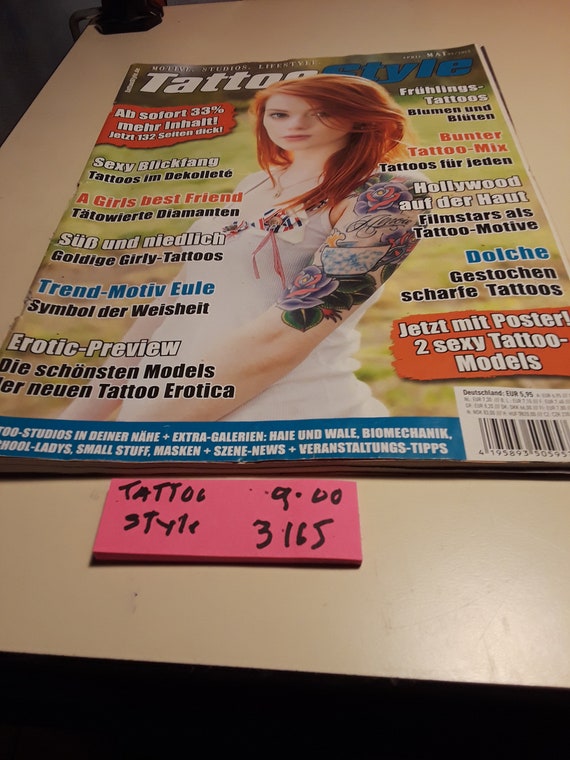 MOTIVE. STUDIOS. LIFESTYLE.
MAI
TattooStyle
Ab sofort 33%
mehr Inhalt!
Jetzt 132 Seiten dick!
Sexy Blickfang
Tattoos im Dekolleté
A Girls best Friend
Tätowierte Diamanten
Süß und niedlich
Goldige Girly-Tattoos
Trend-Motiv Eule
Symbol der Weisheit
Erotic-Preview
Die schönsten Models
der neuen Tattoo Erotica
Frühlings-
Tattoos
Blumen und
Blüten
Bunter
Tattoo-Mix
Tattoos für jeden
Hollywood
auf der Haut
Filmstars als
Tattoo-Motive
Dolche
Gestochen
scharfe Tattoos
Jetzt mit Poster!
2 sexy Tattoo-
Models
Deutschland: EUR 5,95
TOO-STUDIOS IN DEINER NÄHE + EXTRA-GALERIEN: HAIE UND WALE, BIOMECHANIK,
HOOL-LADYS, SMALL STUFF, MASKEN + SZENE-NEWS + VERANSTALTUNGS-TIPPS
4 195893 50595
TATTOO 9.00
STYLE 3165